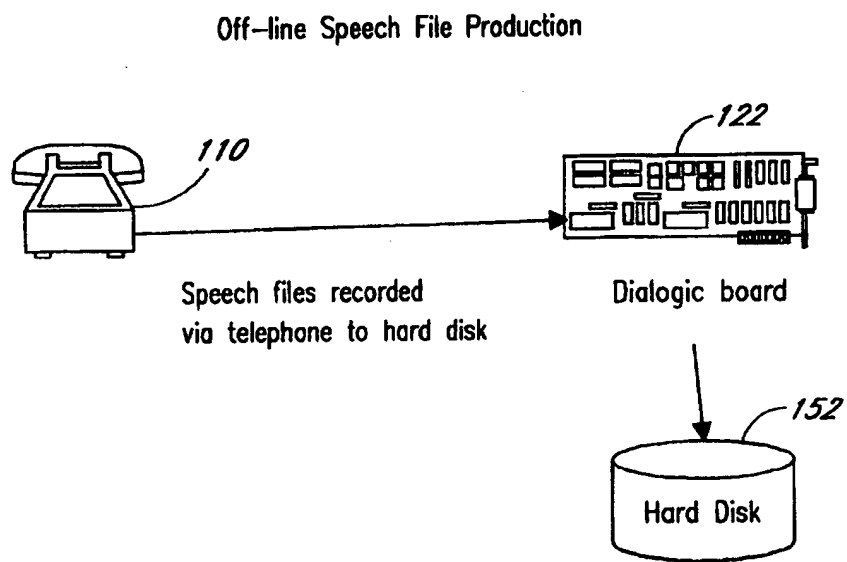 Off-line Speech File Production
110
122
Speech files recorded
via telephone to hard disk
Dialogic board
152
Hard Disk